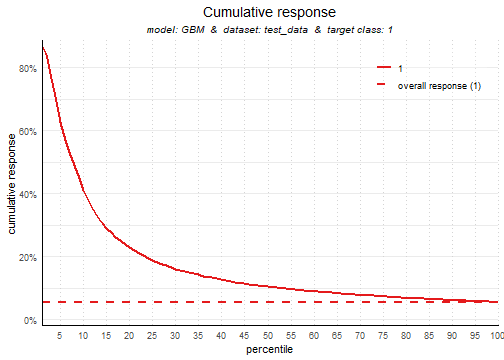 Cumulative response
model: GBM & dataset: test_data & target class: 1
1
overall response (1)
cumulative response
80%
60%
40%
20%
0%
5 10 15 20 25 30 35 40 45 50 55 60 65 70 75 80 85 90 95 100
percentile